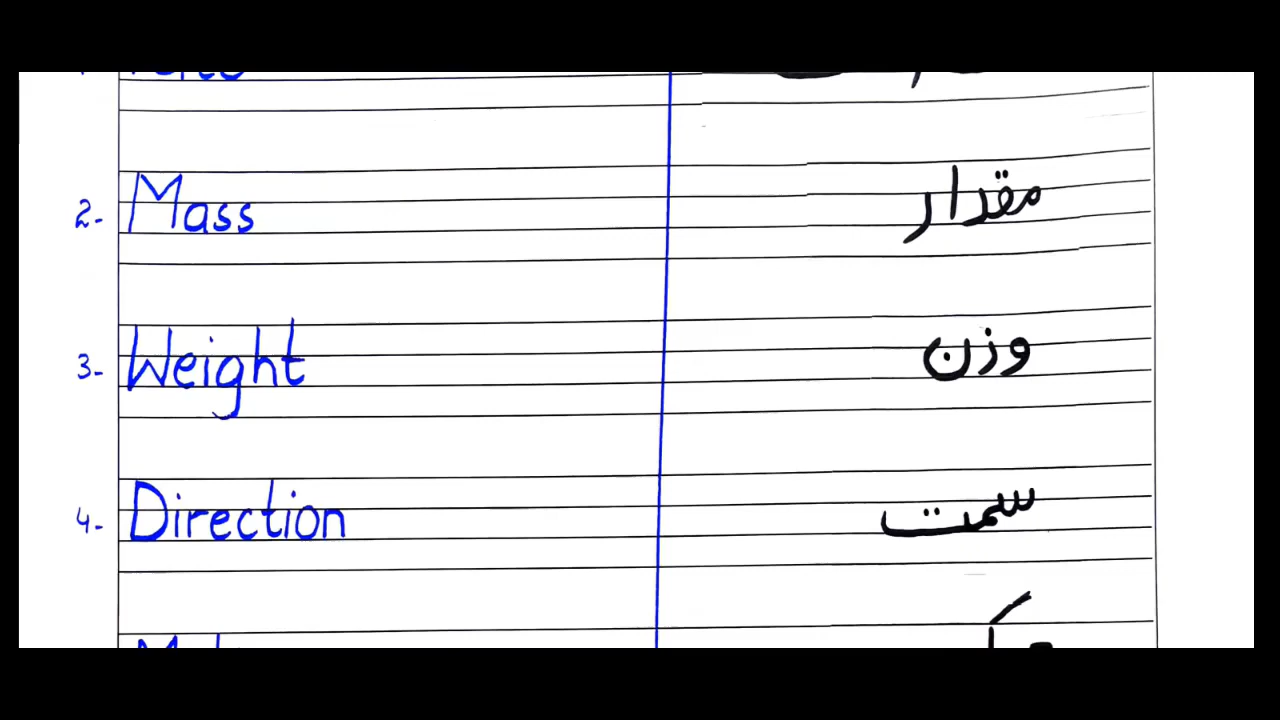 2- Mass مقدار
3- Weight وزن
4- Direction سمت